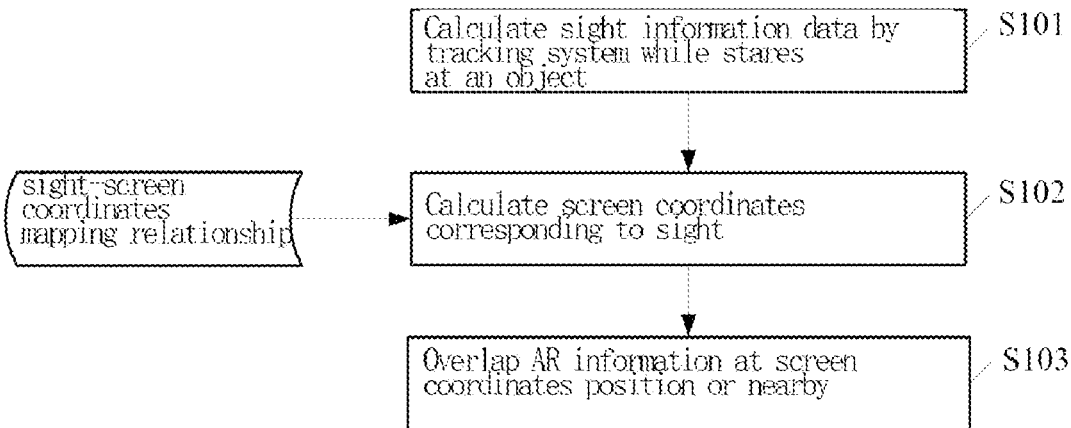 Calculate sight information data by
tracking system while stares
at an object
S101
sight-screen
coordinates
mapping relationship
Calculate screen coordinates
corresponding to sight
S102
Overlap AR information at screen
coordinates position or nearby
S103